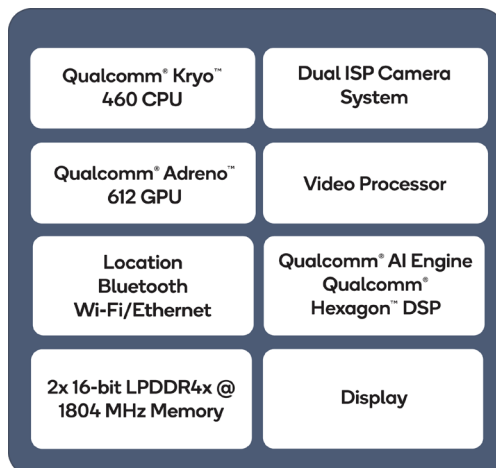 Qualcomm® Kryo™
460 CPU
Dual ISP Camera
System
Qualcomm® Adreno™
612 GPU
Video Processor
Location
Bluetooth
Wi-Fi/Ethernet
Qualcomm® AI Engine
Qualcomm®
Hexagon™ DSP
2x 16-bit LPDDR4x @
1804 MHz Memory
Display